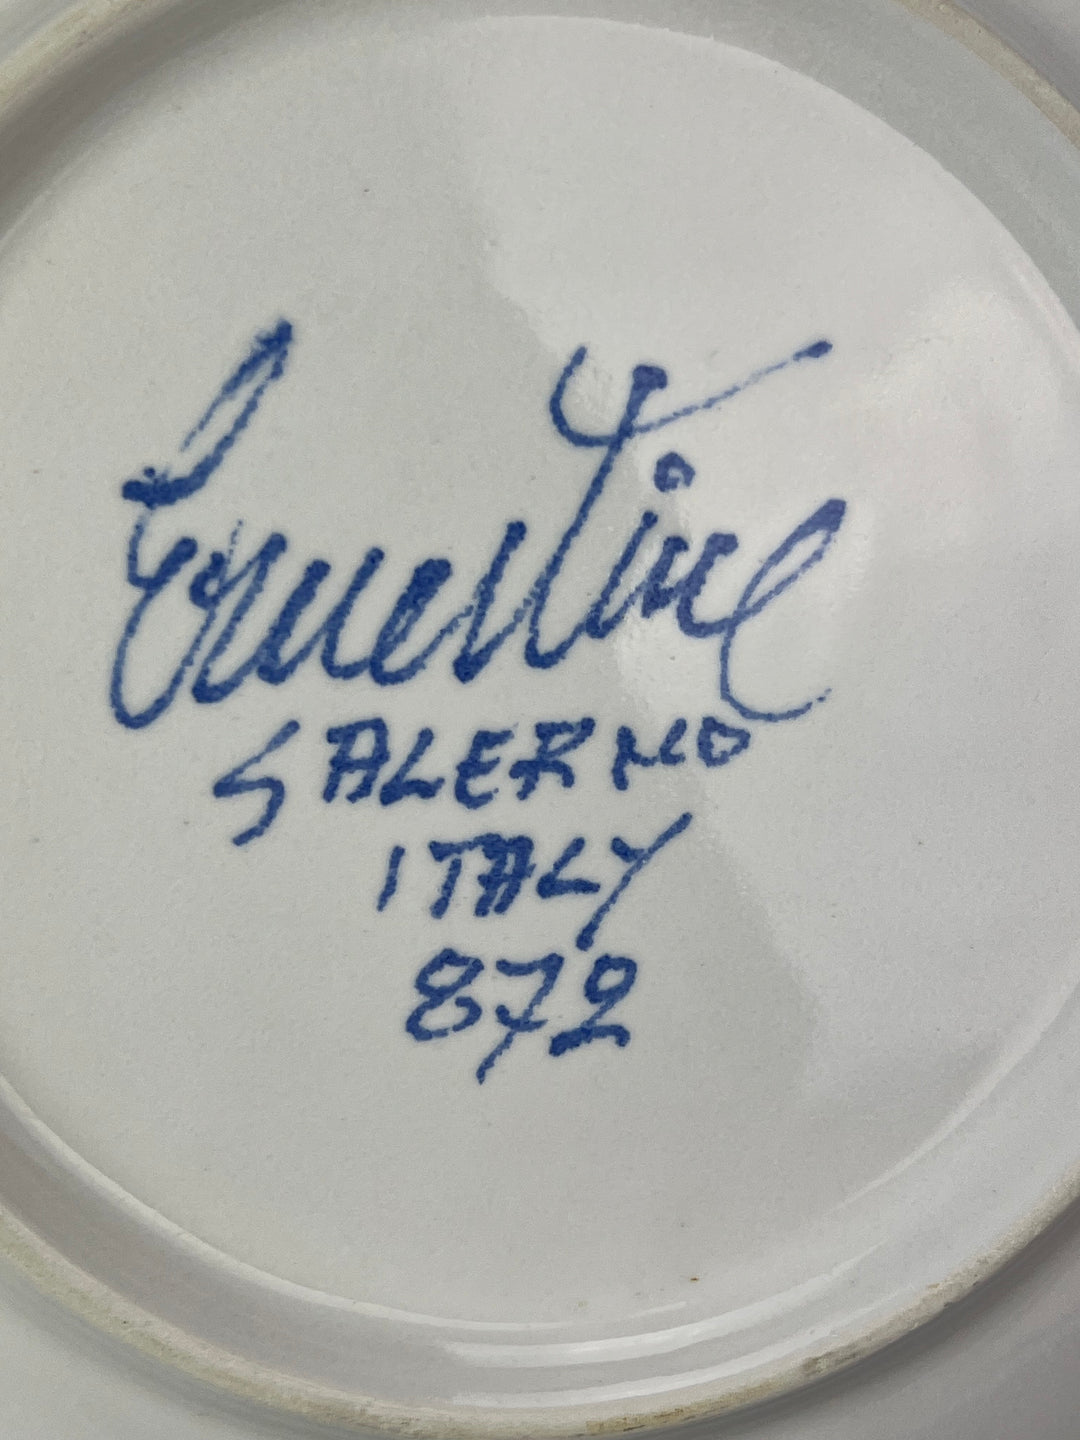 Ernestine
SALERNO
ITALY
872